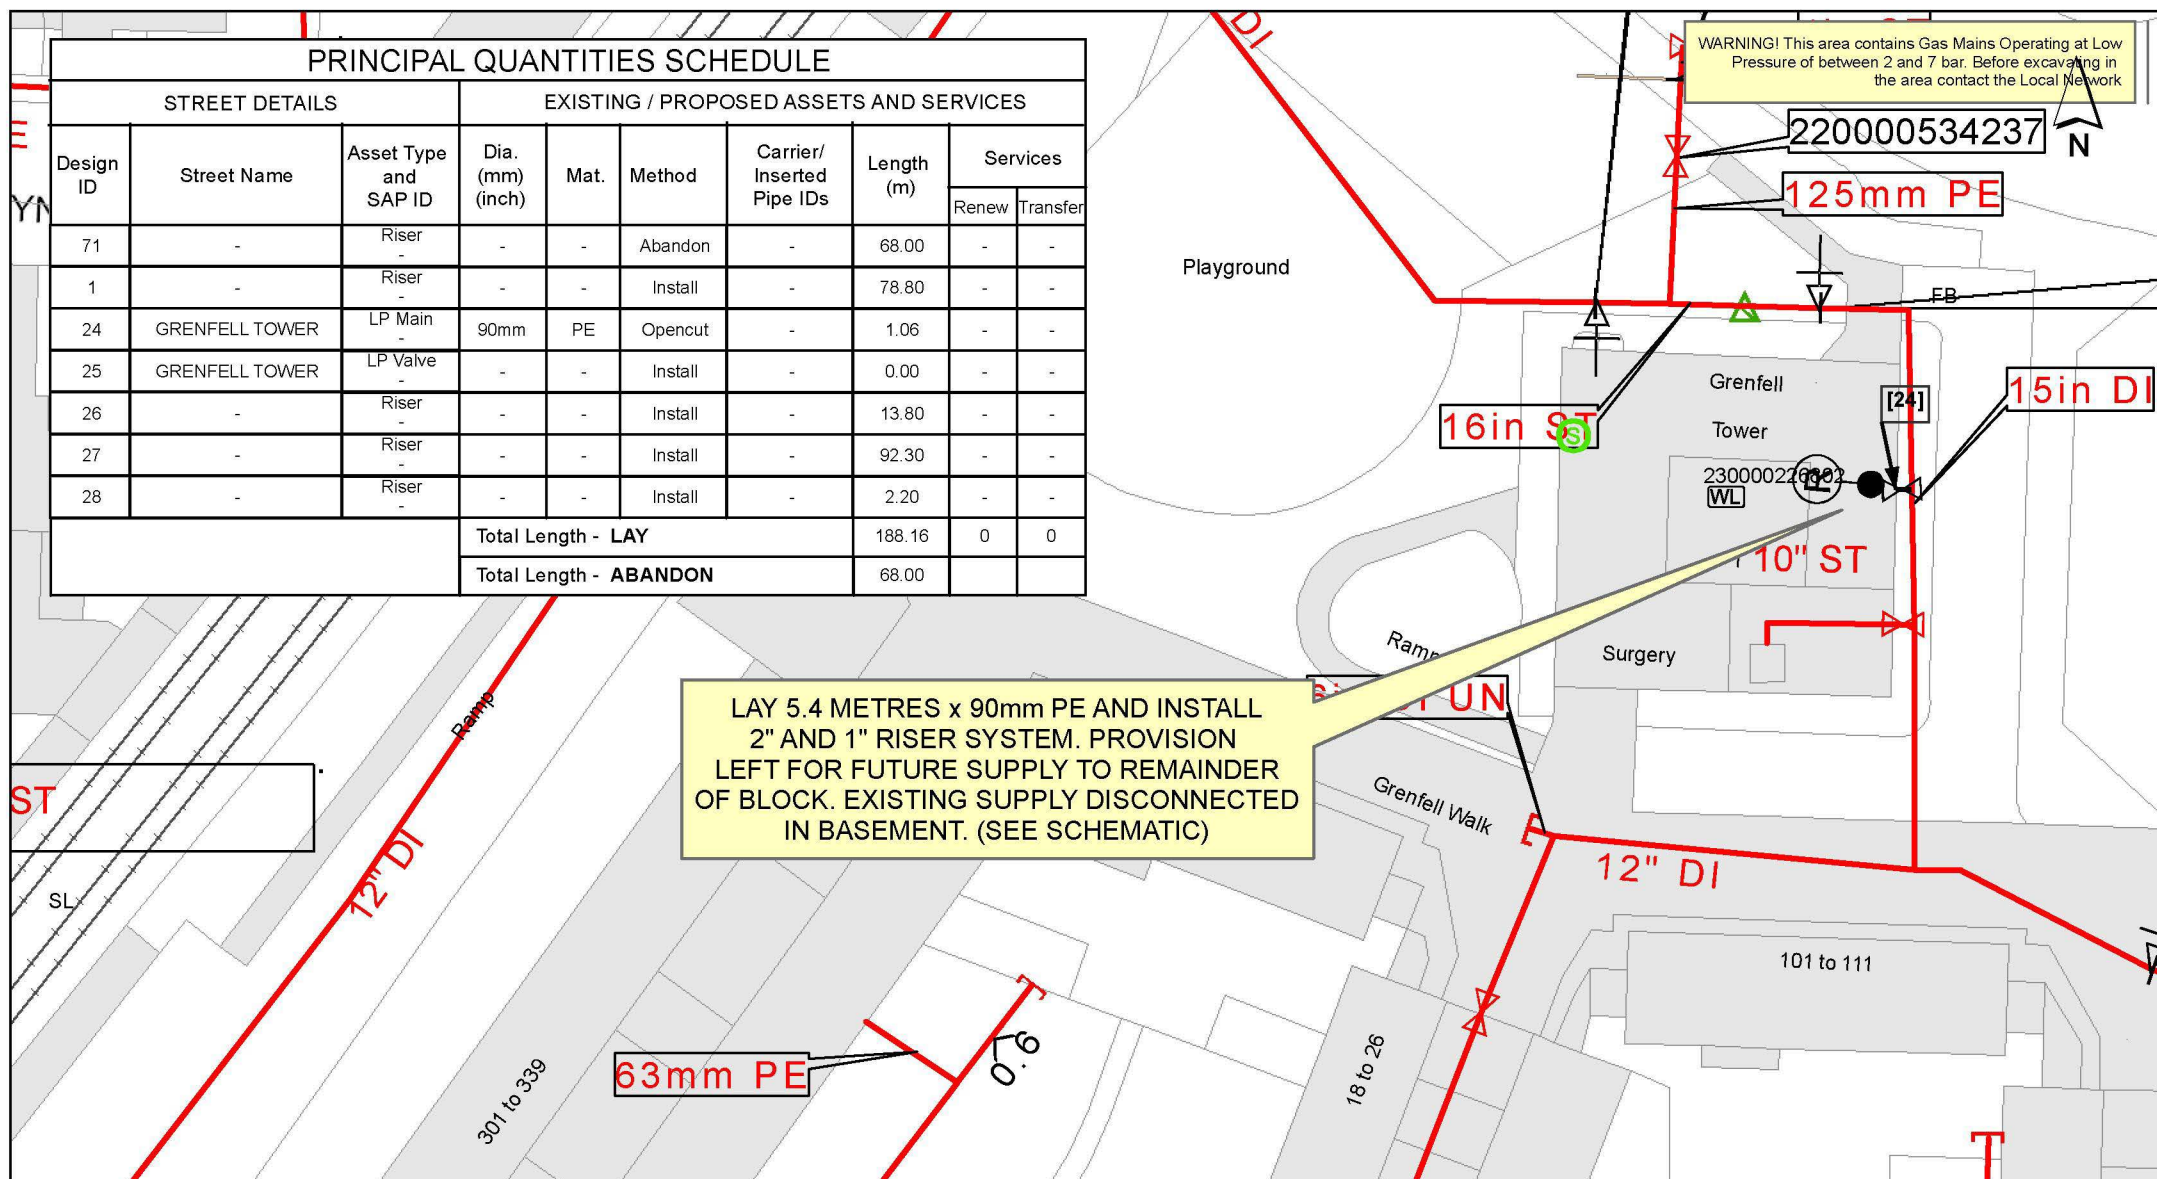 PRINCIPAL QUANTITIES SCHEDULE
STREET DETAILS EXISTING / PROPOSED ASSETS AND SERVICES
Design ID Street Name Asset Type and SAP ID Dia. (mm) (inch) Mat. Method Carrier/ Inserted Pipe IDs Length (m) Services
Renew Transfer
71 - Riser - - - Abandon - 68.00 - -
1 - Riser - - - Install - 78.80 - -
24 GRENFELL TOWER LP Main - 90mm PE Opencut - 1.06 - -
25 GRENFELL TOWER LP Valve - - - Install - 0.00 - -
26 - Riser - - - Install - 13.80 - -
27 - Riser - - - Install - 92.30 - -
28 - Riser - - - Install - 2.20 - -
Total Length - LAY 188.16 0 0
Total Length - ABANDON 68.00
DI
WARNING! This area contains Gas Mains Operating at Low
Pressure of between 2 and 7 bar. Before excavating in
the area contact the Local Network
220000534237
N
125mm PE
Playground
FB
Grenfell
Tower
[24]
15in DI
16in ST
S
R
WL
10" ST
Surgery
Ramp
UN
LAY 5.4 METRES x 90mm PE AND INSTALL
2" AND 1" RISER SYSTEM. PROVISION
LEFT FOR FUTURE SUPPLY TO REMAINDER
OF BLOCK. EXISTING SUPPLY DISCONNECTED
IN BASEMENT. (SEE SCHEMATIC)
Grenfell Walk
12" DI
Ramp
ST
12" DI
SL
101 to 111
18 to 26
301 to 339
63mm PE
0.6